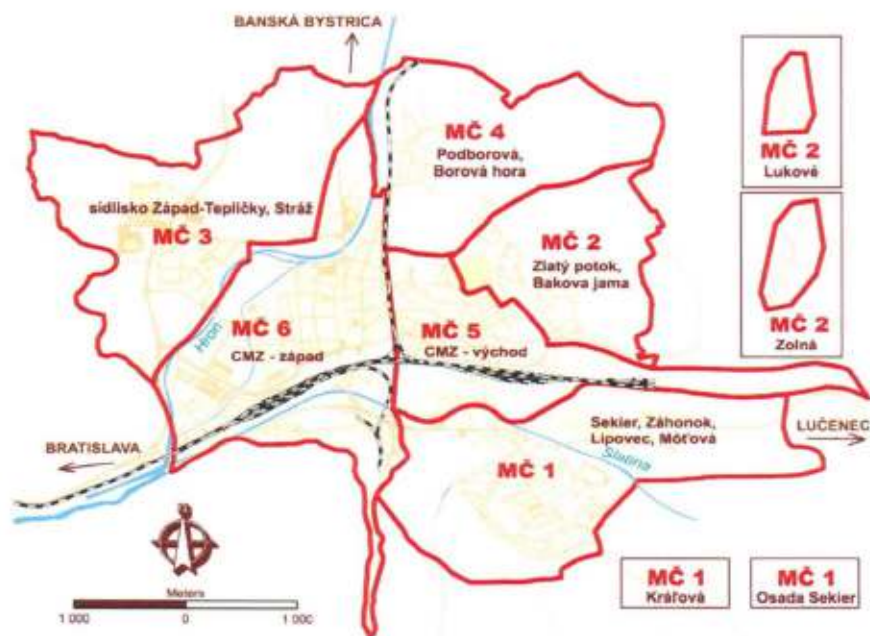 BANSKÁ BYSTRICA
MČ 4
Podborová,
Borová hora
MČ 2
Lukové
sídlisko Západ-Tepličky, Stráž
MČ 3
MČ 2
Zlatý potok,
Bakova jama
MČ 2
Zolná
Hron
MČ 6
CMZ - západ
MČ 5
CMZ - východ
Sekier, Záhonok,
Lipovec, Môťová
LUČENEC
BRATISLAVA
MČ 1
Slatina
Meters
1 000
0
1 000
MČ 1
Kráľová
MČ 1
Osada Sekier